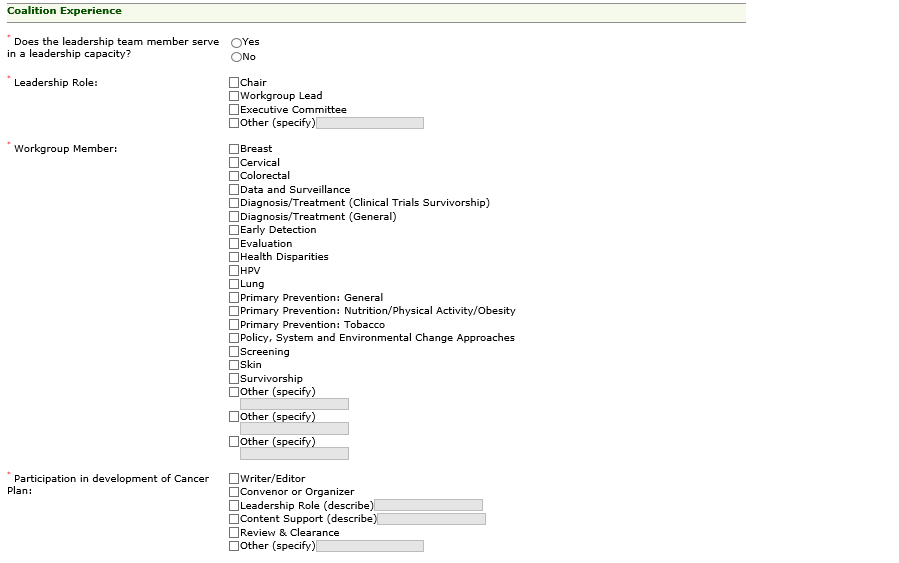 Coalition Experience
* Does the leadership team member serve
in a leadership capacity?
Yes
No
* Leadership Role:
Chair
Workgroup Lead
Executive Committee
Other (specify)
* Workgroup Member:
Breast
Cervical
Colorectal
Data and Surveillance
Diagnosis/Treatment (Clinical Trials Survivorship)
Diagnosis/Treatment (General)
Early Detection
Evaluation
Health Disparities
HPV
Lung
Primary Prevention: General
Primary Prevention: Nutrition/Physical Activity/Obesity
Primary Prevention: Tobacco
Policy, System and Environmental Change Approaches
Screening
Skin
Survivorship
Other (specify)
Other (specify)
Other (specify)
* Participation in development of Cancer
Plan:
Writer/Editor
Convenor or Organizer
Leadership Role (describe)
Content Support (describe)
Review & Clearance
Other (specify)